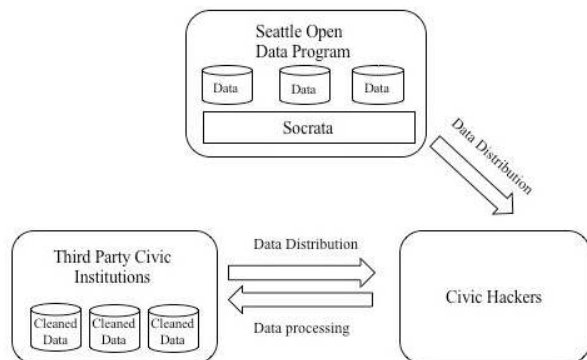 Seattle Open
Data Program
Data Data Data
Socrata
Data Distribution
Third Party Civic
Institutions
Cleaned Cleaned Cleaned
Data Data Data
Data Distribution
Data processing
Civic Hackers